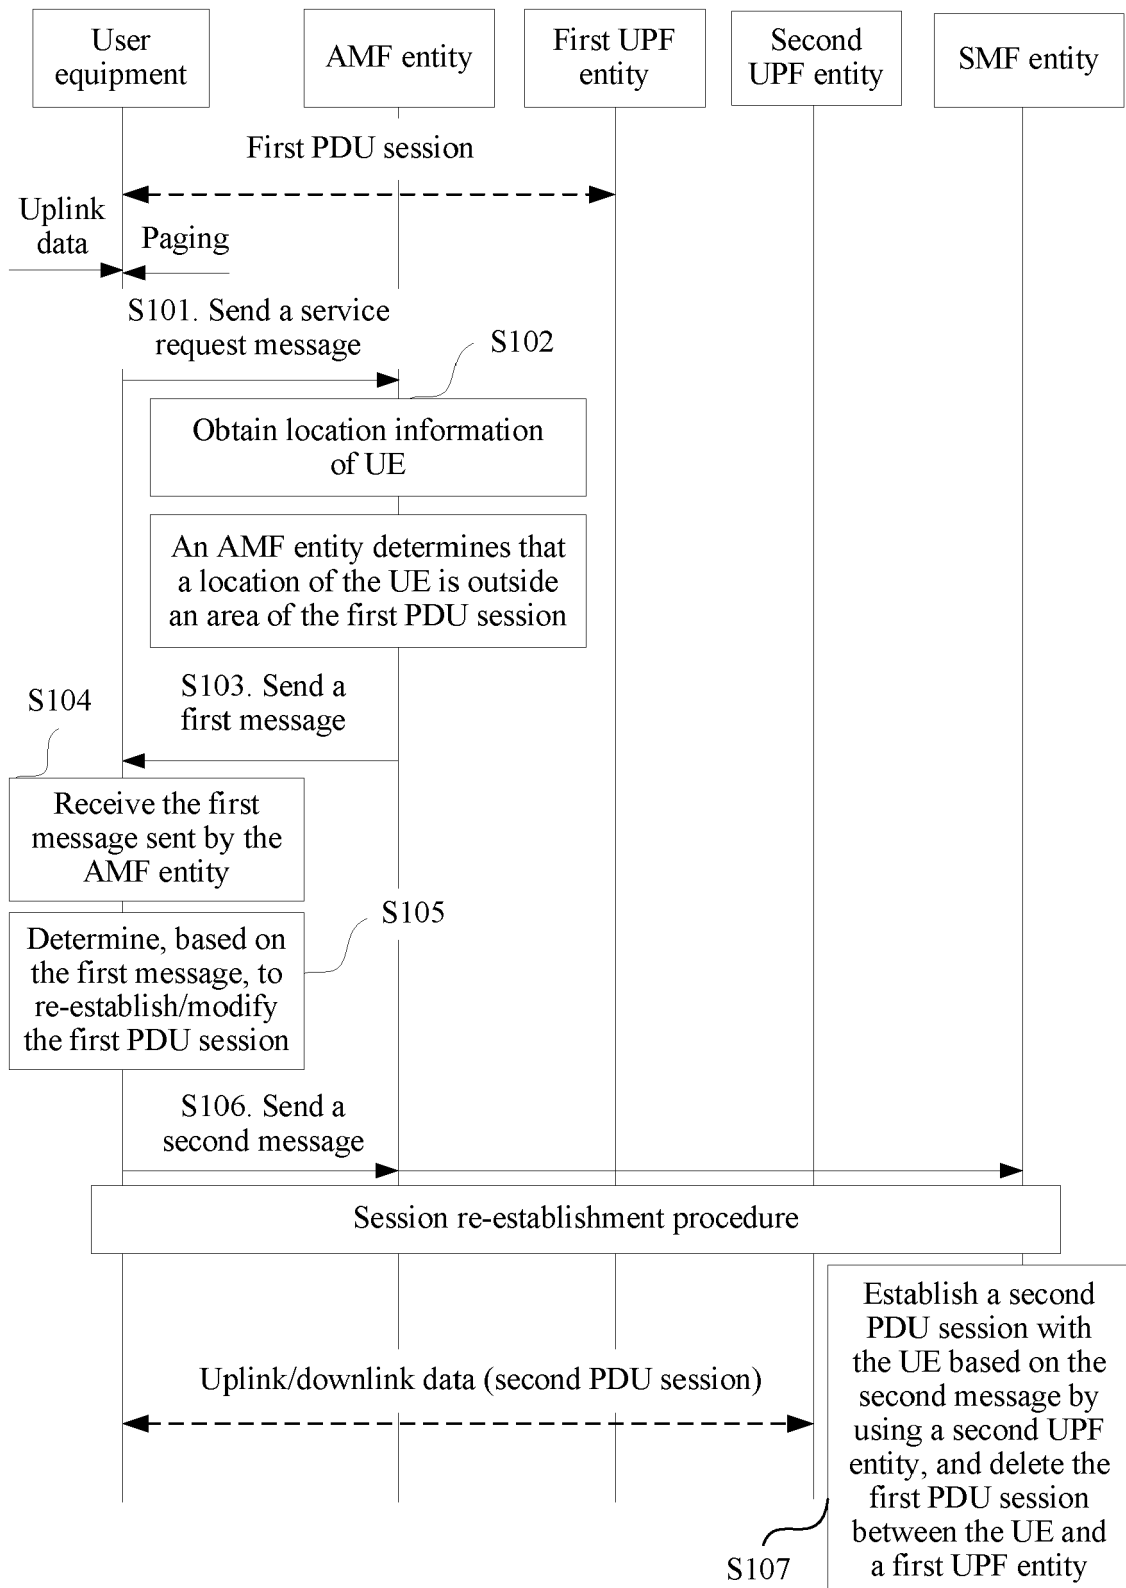 User
equipment
AMF entity
First UPF
entity
Second
UPF entity
SMF entity
First PDU session
Uplink
data
Paging
S101. Send a service
request message
S102
Obtain location information
of UE
An AMF entity determines that
a location of the UE is outside
an area of the first PDU session
S103. Send a
first message
S104
Receive the first
message sent by the
AMF entity
S105
Determine, based on
the first message, to
re-establish/modify
the first PDU session
S106. Send a
second message
Session re-establishment procedure
Establish a second
PDU session with
the UE based on the
second message by
using a second UPF
entity, and delete the
first PDU session
between the UE and
a first UPF entity
Uplink/downlink data (second PDU session)
S107